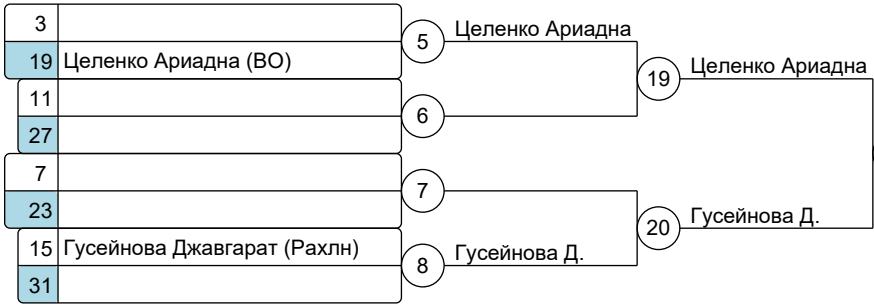 3
19 Целенко Ариадна (ВО)
5 Целенко Ариадна
11
27
6
19 Целенко Ариадна
7
23
7
15 Гусейнова Джавгарат (Рахлн)
31
8 Гусейнова Д.
20 Гусейнова Д.